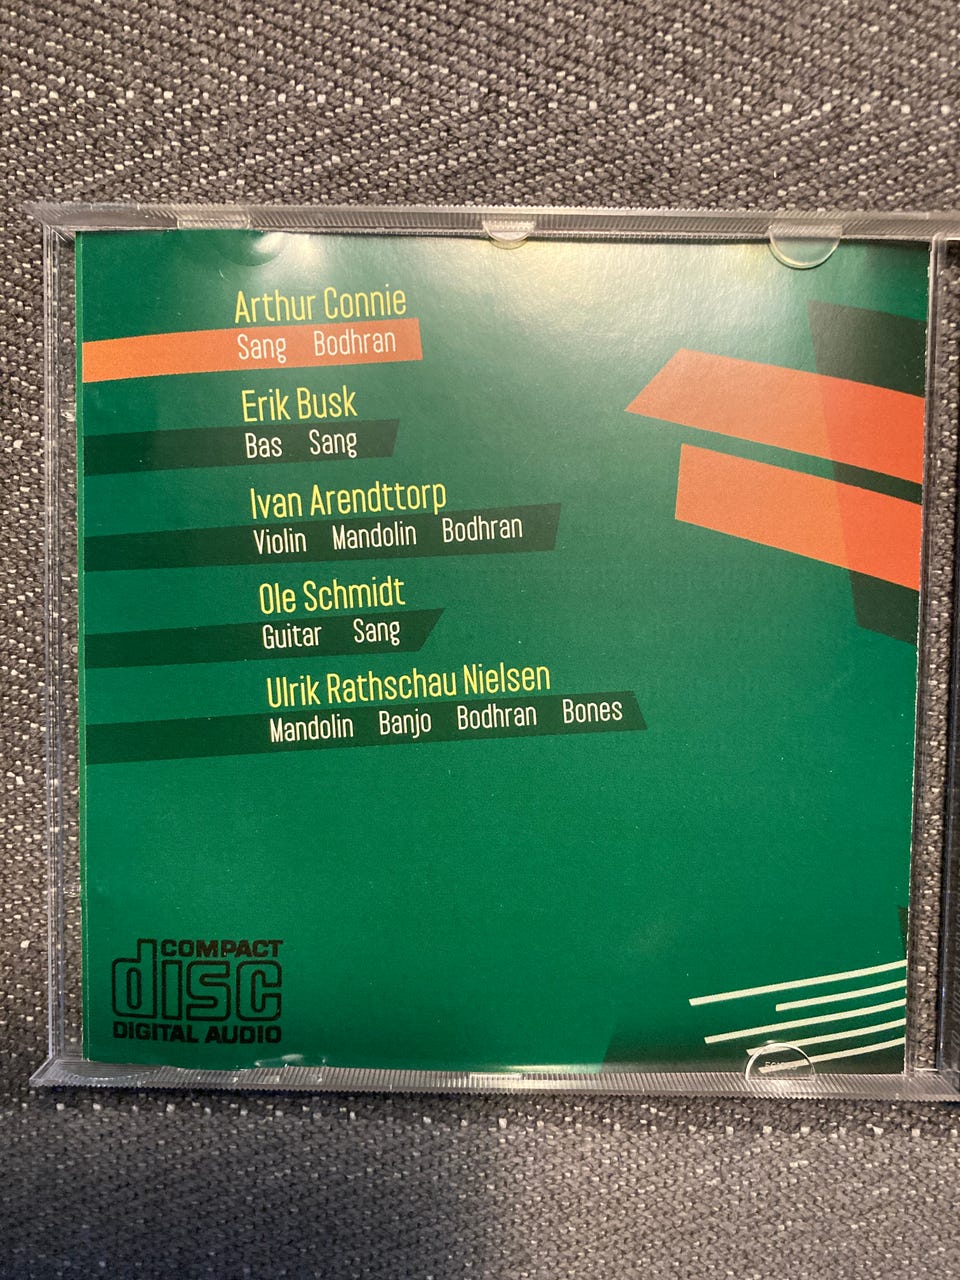 Arthur Connie
Sang Bodhran
Erik Busk
Bas Sang
Ivan Arendttorp
Violin Mandolin Bodhran
Ole Schmidt
Guitar Sang
Ulrik Rathschau Nielsen
Mandolin Banjo Bodhran Bones
COMPACT
disc
DIGITAL AUDIO